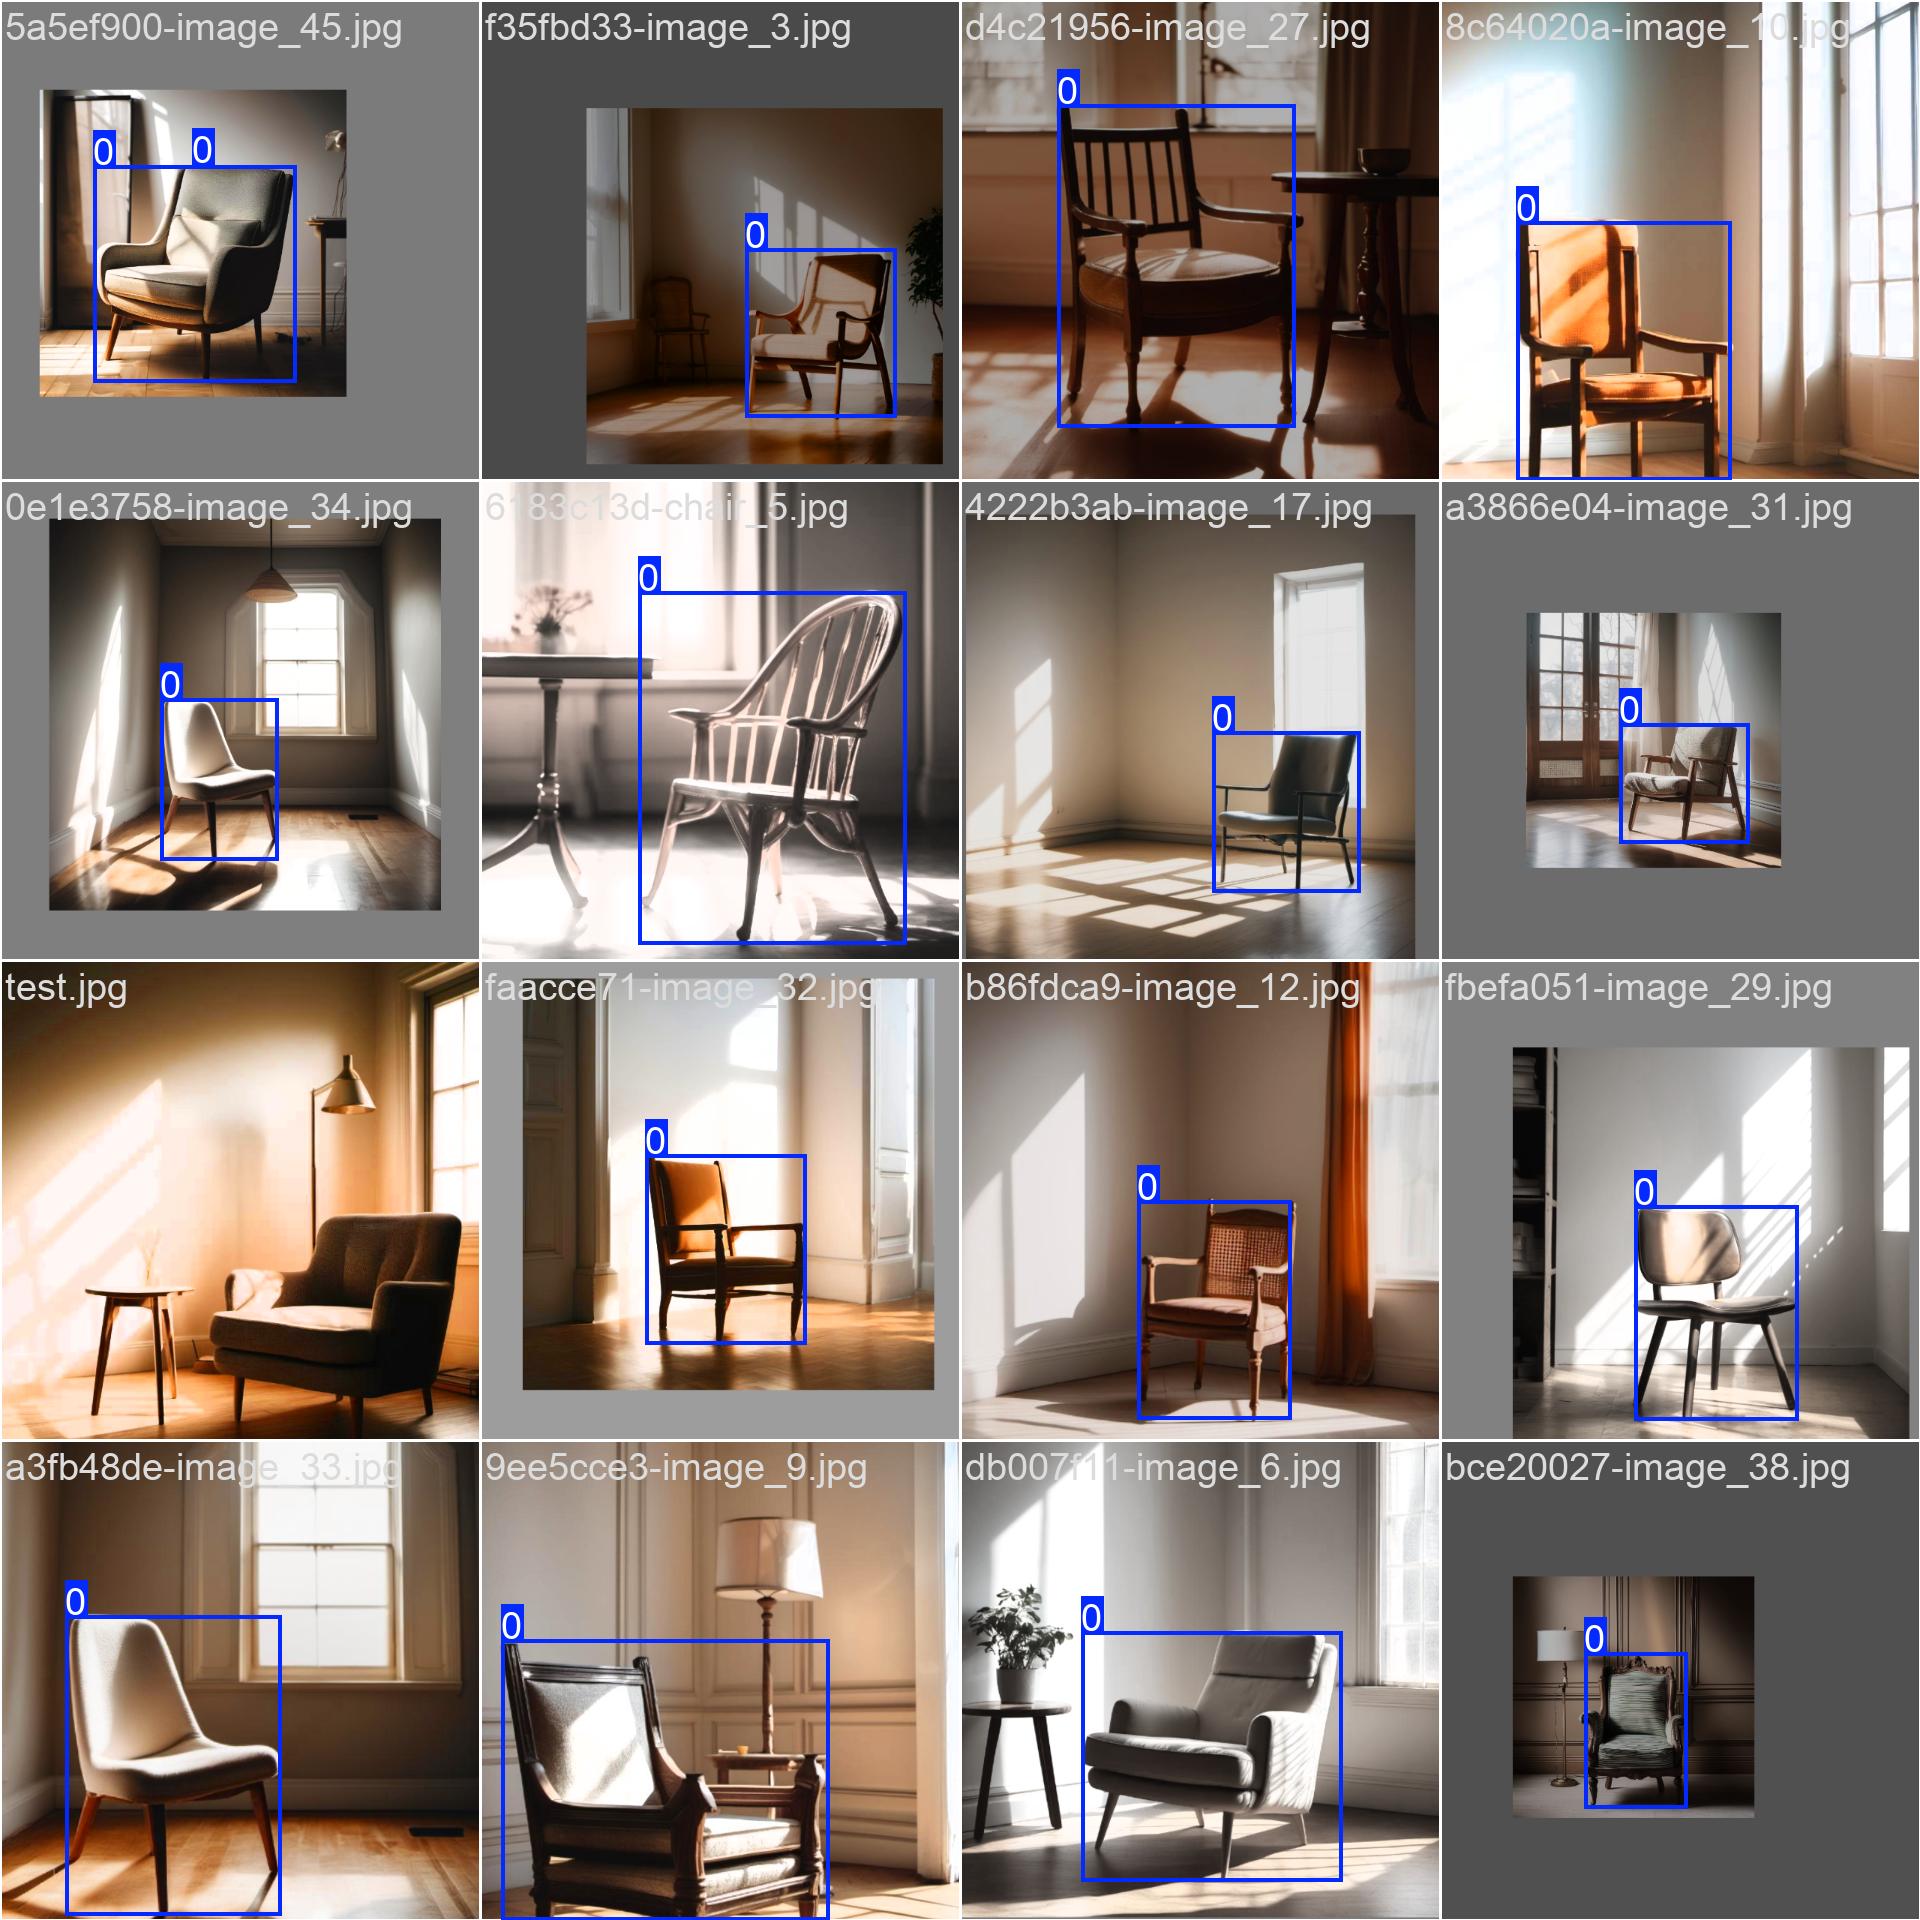 5a5ef900-image_45.jpg
0
0
f35fbd33-image_3.jpg
0
d4c21956-image_27.jpg
0
8c64020a-image_10.jpg
0
0e1e3758-image_34.jpg
0
6183c13d-chair_5.jpg
0
4222b3ab-image_17.jpg
0
a3866e04-image_31.jpg
0
test.jpg
faacce71-image_32.jpg
0
b86fdca9-image_12.jpg
0
fbefa051-image_29.jpg
0
a3fb48de-image_33.jpg
0
9ee5cce3-image_9.jpg
0
db007f11-image_6.jpg
0
bce20027-image_38.jpg
0